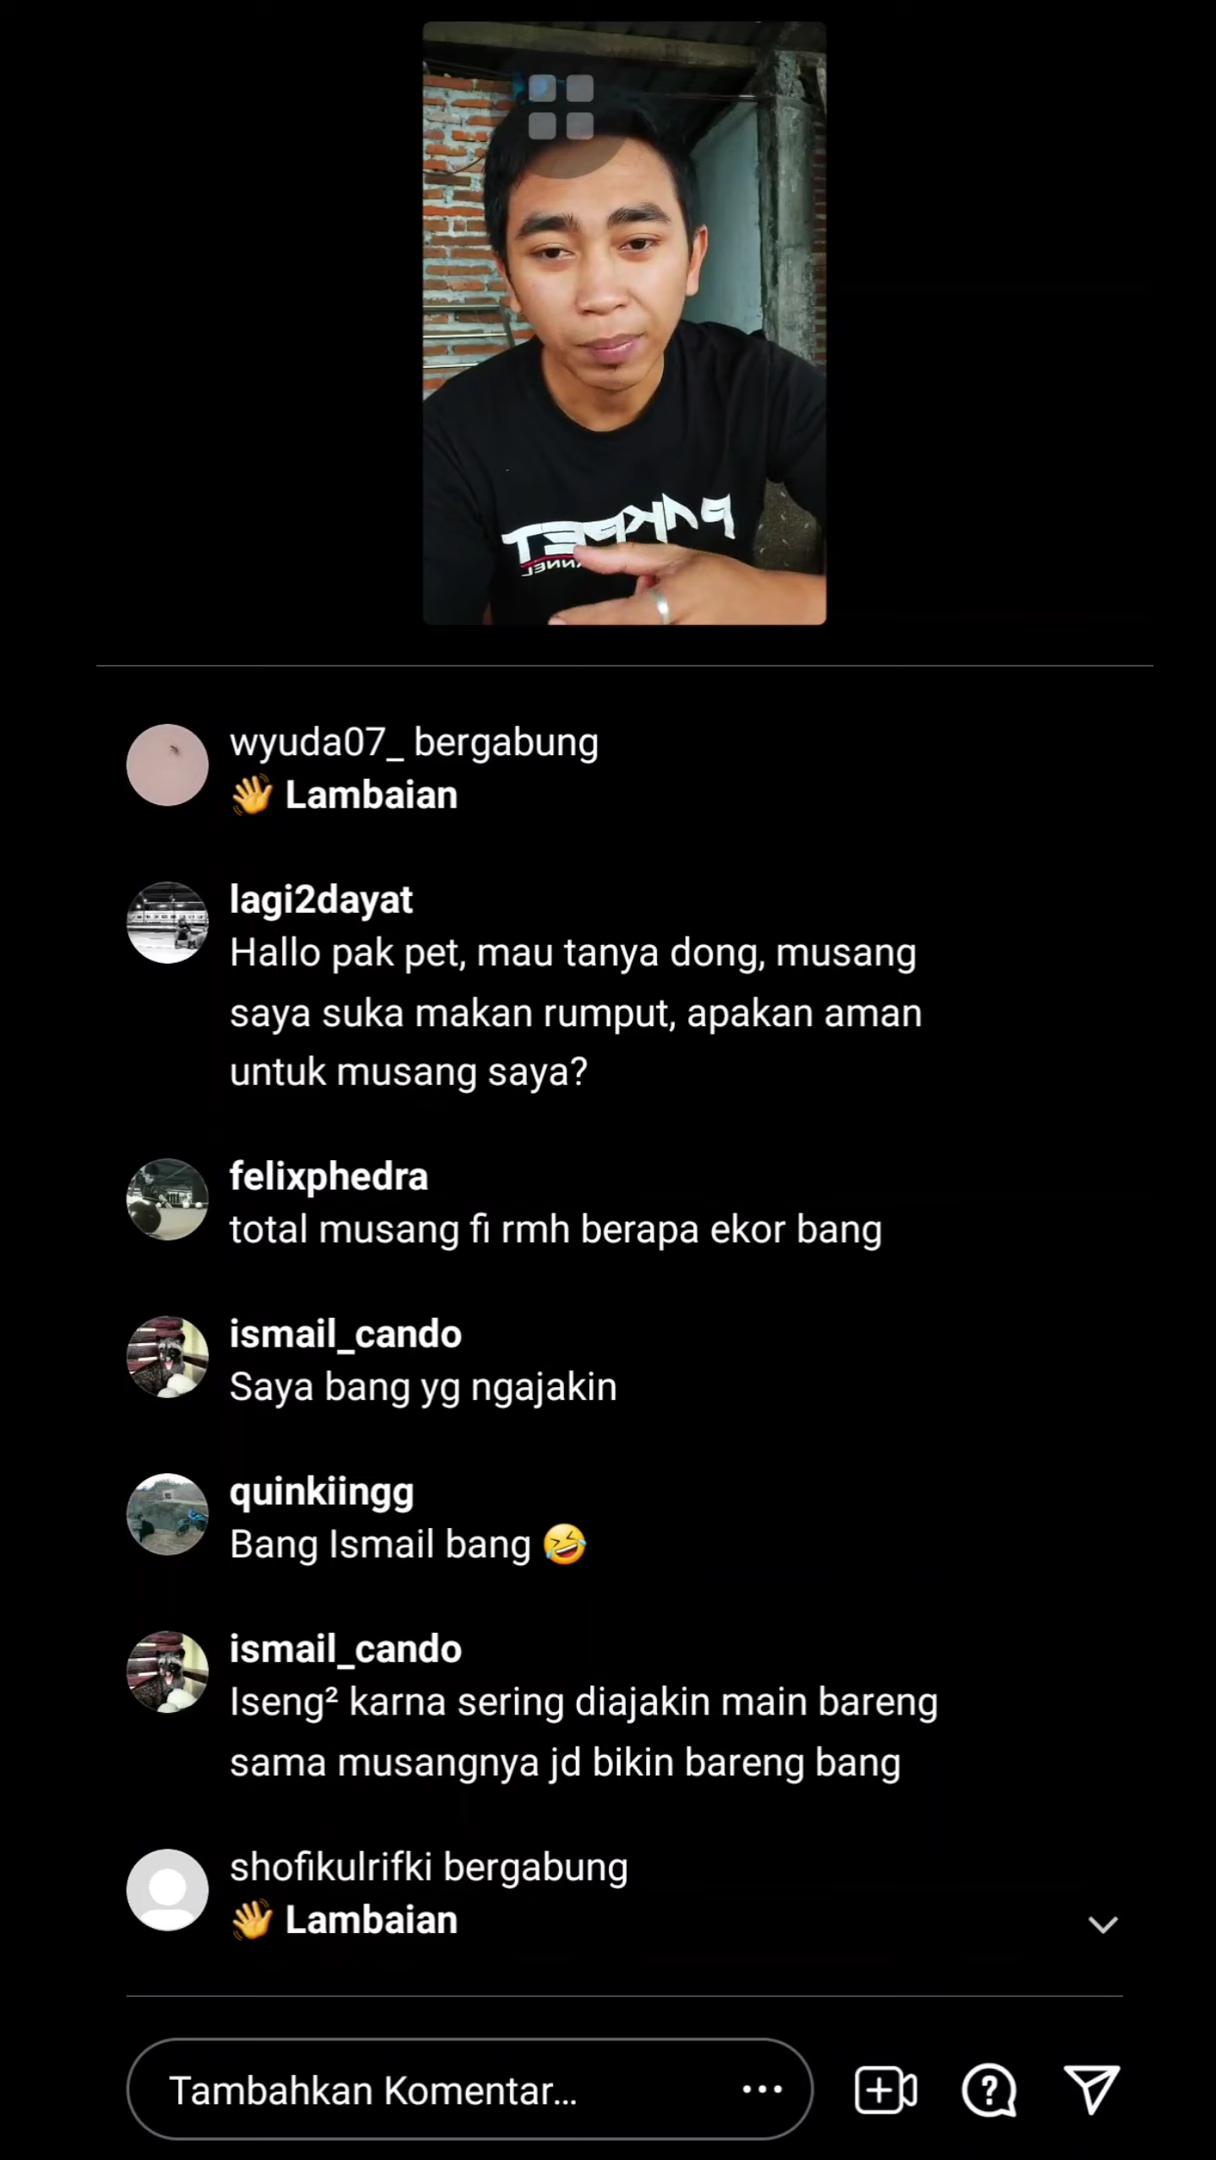 PAKPET
wyuda07_ bergabung
👋 Lambaian
lagi2dayat
Hallo pak pet, mau tanya dong, musang
saya suka makan rumput, apakan aman
untuk musang saya?
felixphedra
total musang fi rmh berapa ekor bang
ismail_cando
Saya bang yg ngajakin
quinkiingg
Bang Ismail bang 🤣
ismail_cando
Iseng² karna sering diajakin main bareng
sama musangnya jd bikin bareng bang
shofikulrifki bergabung
👋 Lambaian
Tambahkan Komentar...